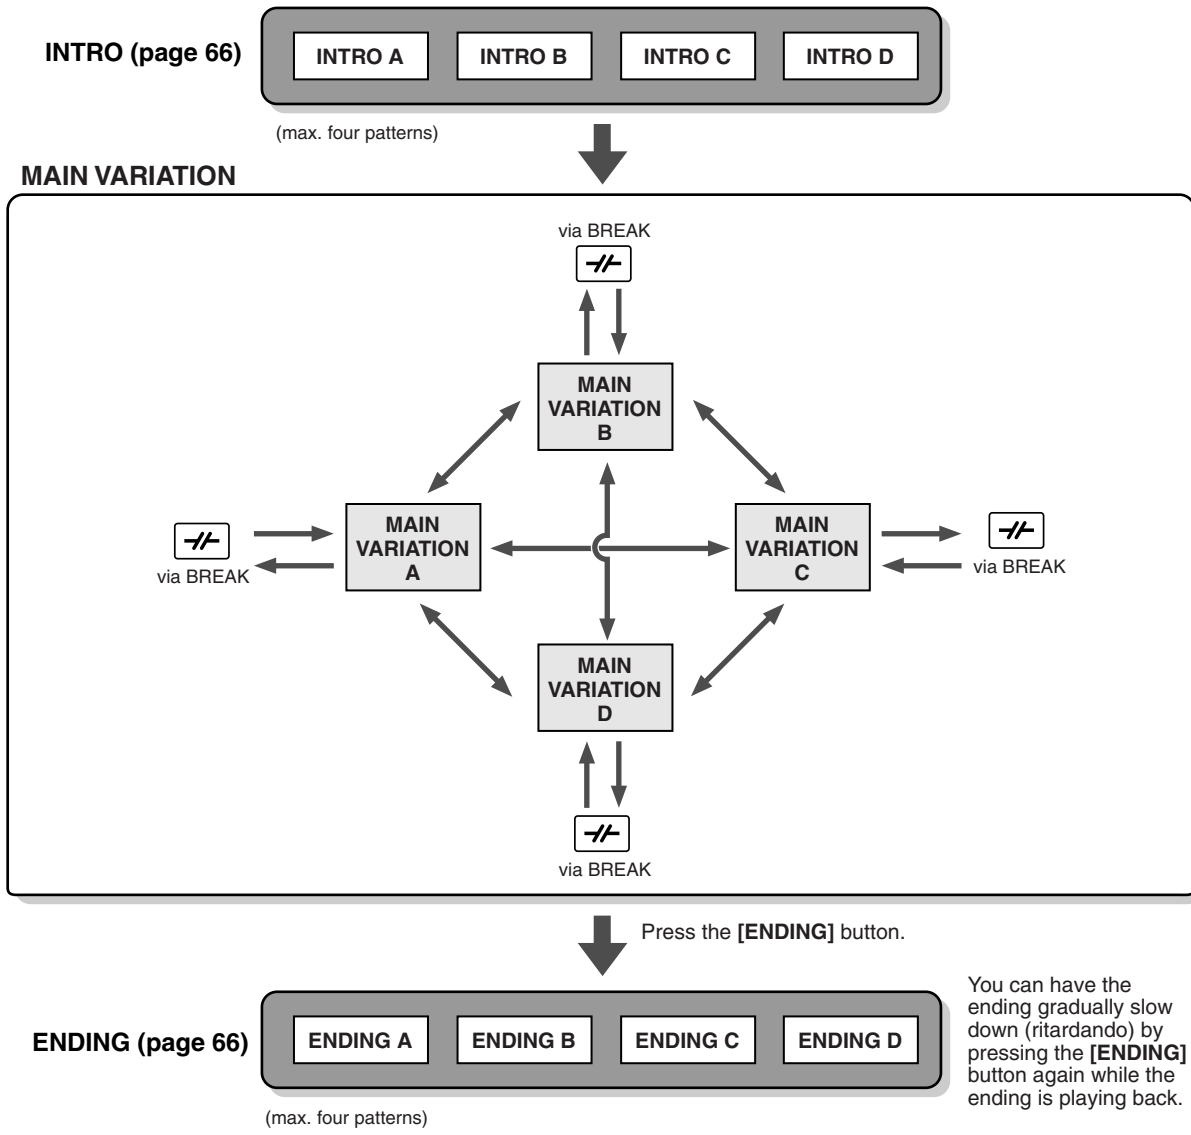 INTRO (page 66)
INTRO A
INTRO B
INTRO C
INTRO D
(max. four patterns)
MAIN VARIATION
via BREAK
MAIN
VARIATION
B
MAIN
VARIATION
A
via BREAK
MAIN
VARIATION
C
via BREAK
MAIN
VARIATION
D
via BREAK
Press the [ENDING] button.
ENDING (page 66)
ENDING A
ENDING B
ENDING C
ENDING D
(max. four patterns)
You can have the
ending gradually slow
down (ritardando) by
pressing the [ENDING]
button again while the
ending is playing back.